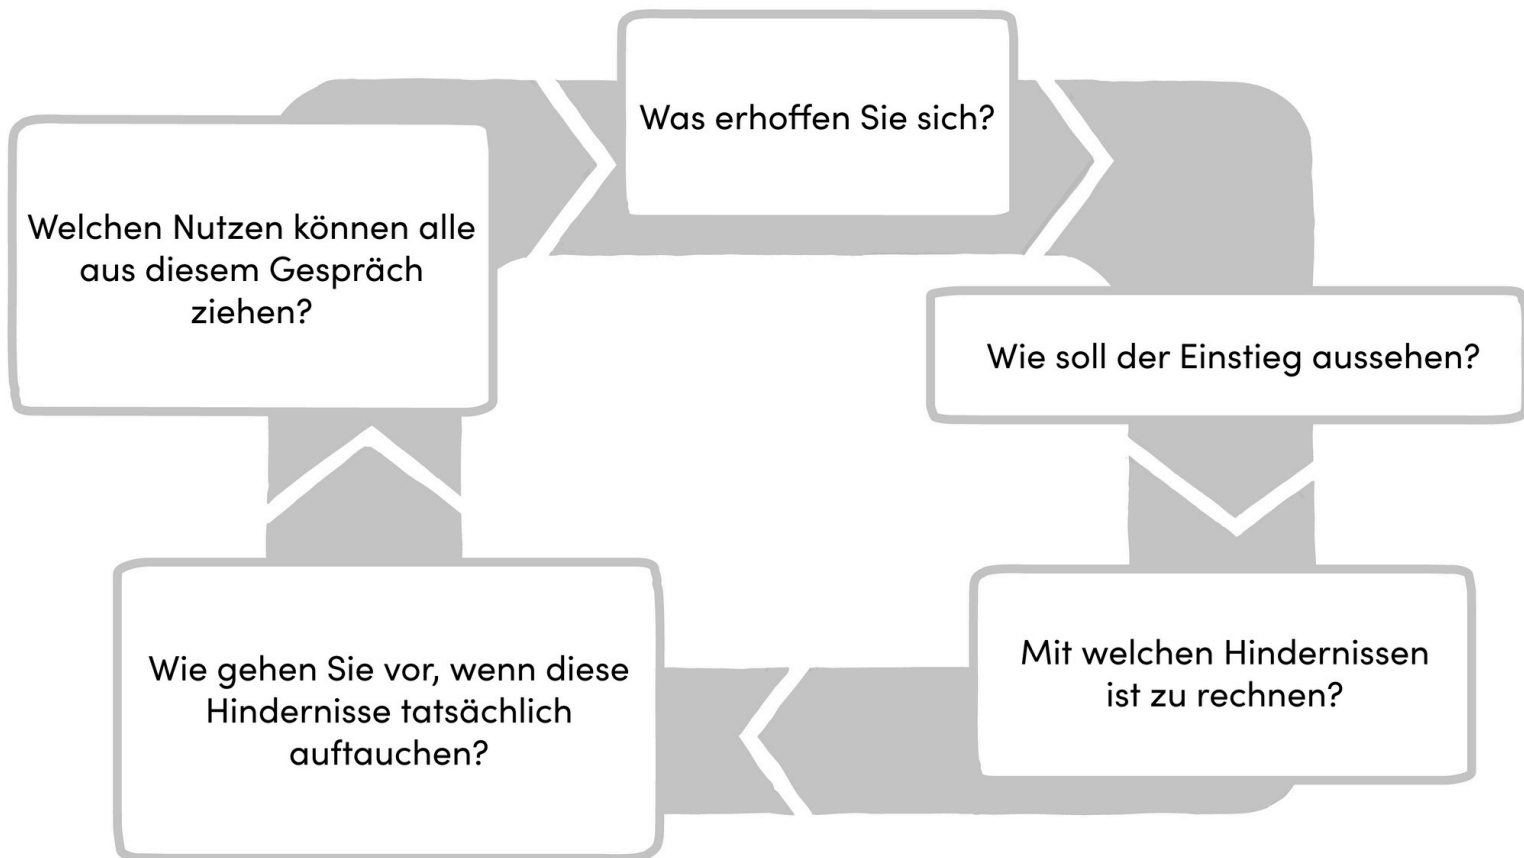 Was erhoffen Sie sich?
Wie soll der Einstieg aussehen?
Mit welchen Hindernissen
ist zu rechnen?
Wie gehen Sie vor, wenn diese
Hindernisse tatsächlich
auftauchen?
Welchen Nutzen können alle
aus diesem Gespräch
ziehen?